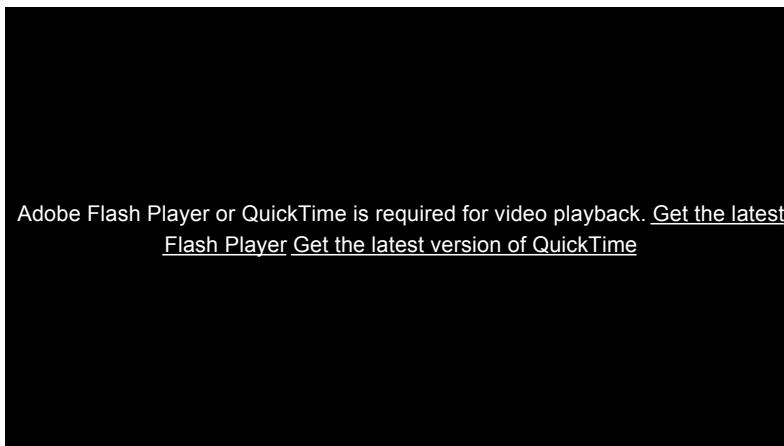 Adobe Flash Player or QuickTime is required for video playback. Get the latest
Flash Player Get the latest version of QuickTime